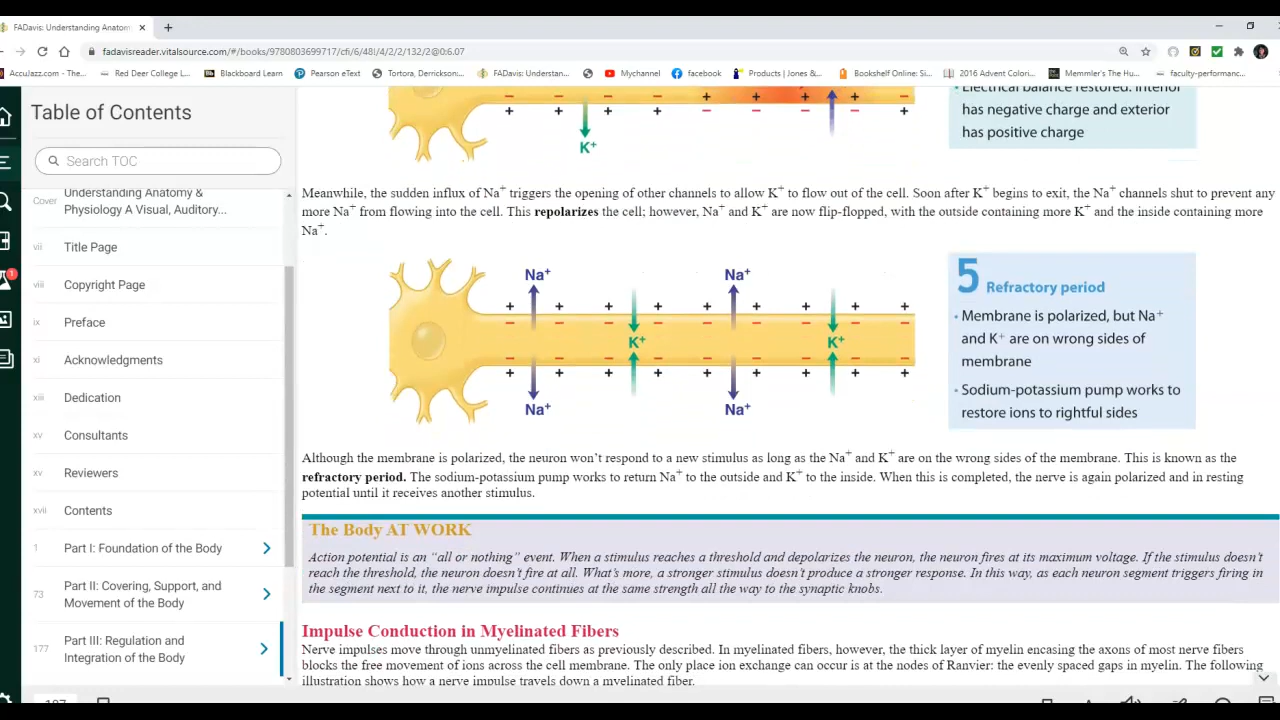 FADavis: Understanding Anatom
fadavisreader.vitalsource.com/#/books/9780803699717/cfi/6/48!/4/2/2/132/2@0:6.07
AccuJazz.com - The... Red Deer College L... Blackboard Learn Pearson eText Tortora, Derrickson:... FADavis: Understan... Mychannel facebook Products | Jones &... Bookshelf Online: Si... 2016 Advent Colori... Memmler's The Hu... faculty-performanc...
Table of Contents
Search TOC
Cover Understanding Anatomy &
Physiology A Visual, Auditory...
vii Title Page
viii Copyright Page
ix Preface
xi Acknowledgments
xiii Dedication
xv Consultants
xv Reviewers
xvii Contents
1 Part I: Foundation of the Body
73 Part II: Covering, Support, and
Movement of the Body
177 Part III: Regulation and
Integration of the Body
1
− − − − − + + − −
+ + + + + − − + +
K+
• Electrical balance restored: interior
has negative charge and exterior
has positive charge
Meanwhile, the sudden influx of Na+ triggers the opening of other channels to allow K+ to flow out of the cell. Soon after K+ begins to exit, the Na+ channels shut to prevent any
more Na+ from flowing into the cell. This repolarizes the cell; however, Na+ and K+ are now flip-flopped, with the outside containing more K+ and the inside containing more
Na+.
Na+ Na+
+ + + + + + + +
− − − − − − − −
K+ K+
− − − − − − − −
+ + + + + + + +
Na+ Na+
5 Refractory period
• Membrane is polarized, but Na+
and K+ are on wrong sides of
membrane
• Sodium-potassium pump works to
restore ions to rightful sides
Although the membrane is polarized, the neuron won't respond to a new stimulus as long as the Na+ and K+ are on the wrong sides of the membrane. This is known as the
refractory period. The sodium-potassium pump works to return Na+ to the outside and K+ to the inside. When this is completed, the nerve is again polarized and in resting
potential until it receives another stimulus.
The Body AT WORK
Action potential is an "all or nothing" event. When a stimulus reaches a threshold and depolarizes the neuron, the neuron fires at its maximum voltage. If the stimulus doesn't
reach the threshold, the neuron doesn't fire at all. What's more, a stronger stimulus doesn't produce a stronger response. In this way, as each neuron segment triggers firing in
the segment next to it, the nerve impulse continues at the same strength all the way to the synaptic knobs.
Impulse Conduction in Myelinated Fibers
Nerve impulses move through unmyelinated fibers as previously described. In myelinated fibers, however, the thick layer of myelin encasing the axons of most nerve fibers
blocks the free movement of ions across the cell membrane. The only place ion exchange can occur is at the nodes of Ranvier: the evenly spaced gaps in myelin. The following
illustration shows how a nerve impulse travels down a myelinated fiber.